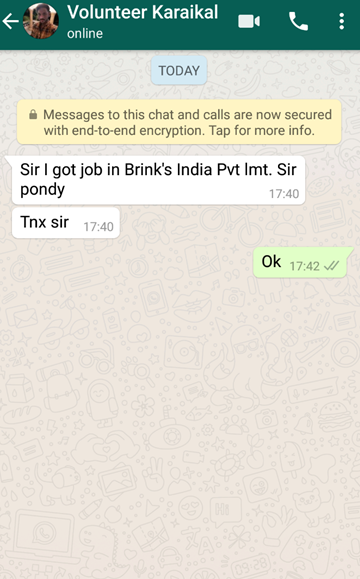 Volunteer Karaikal
online
TODAY
Messages to this chat and calls are now secured
with end-to-end encryption. Tap for more info.
Sir I got job in Brink's India Pvt lmt. Sir
pondy
17:40
Tnx sir 17:40
Ok 17:42